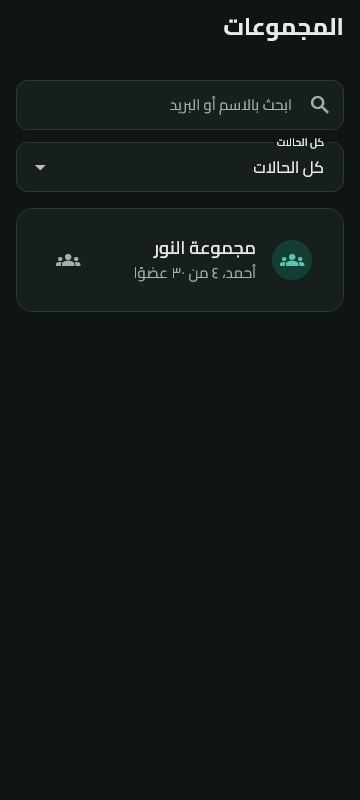 المجموعات
ابحث بالاسم أو البريد
كل الحالات
كل الحالات
مجموعة النور
أحمد، ٤ من ٣٠ عضوًا